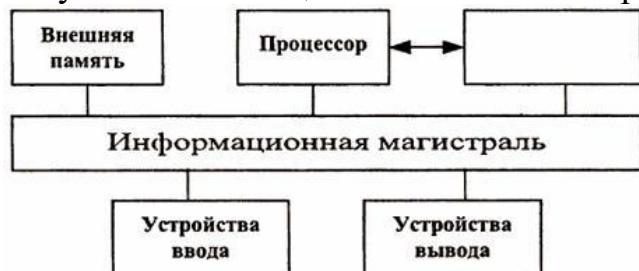 Внешняя
память
Процессор
Информационная магистраль
Устройства
ввода
Устройства
вывода